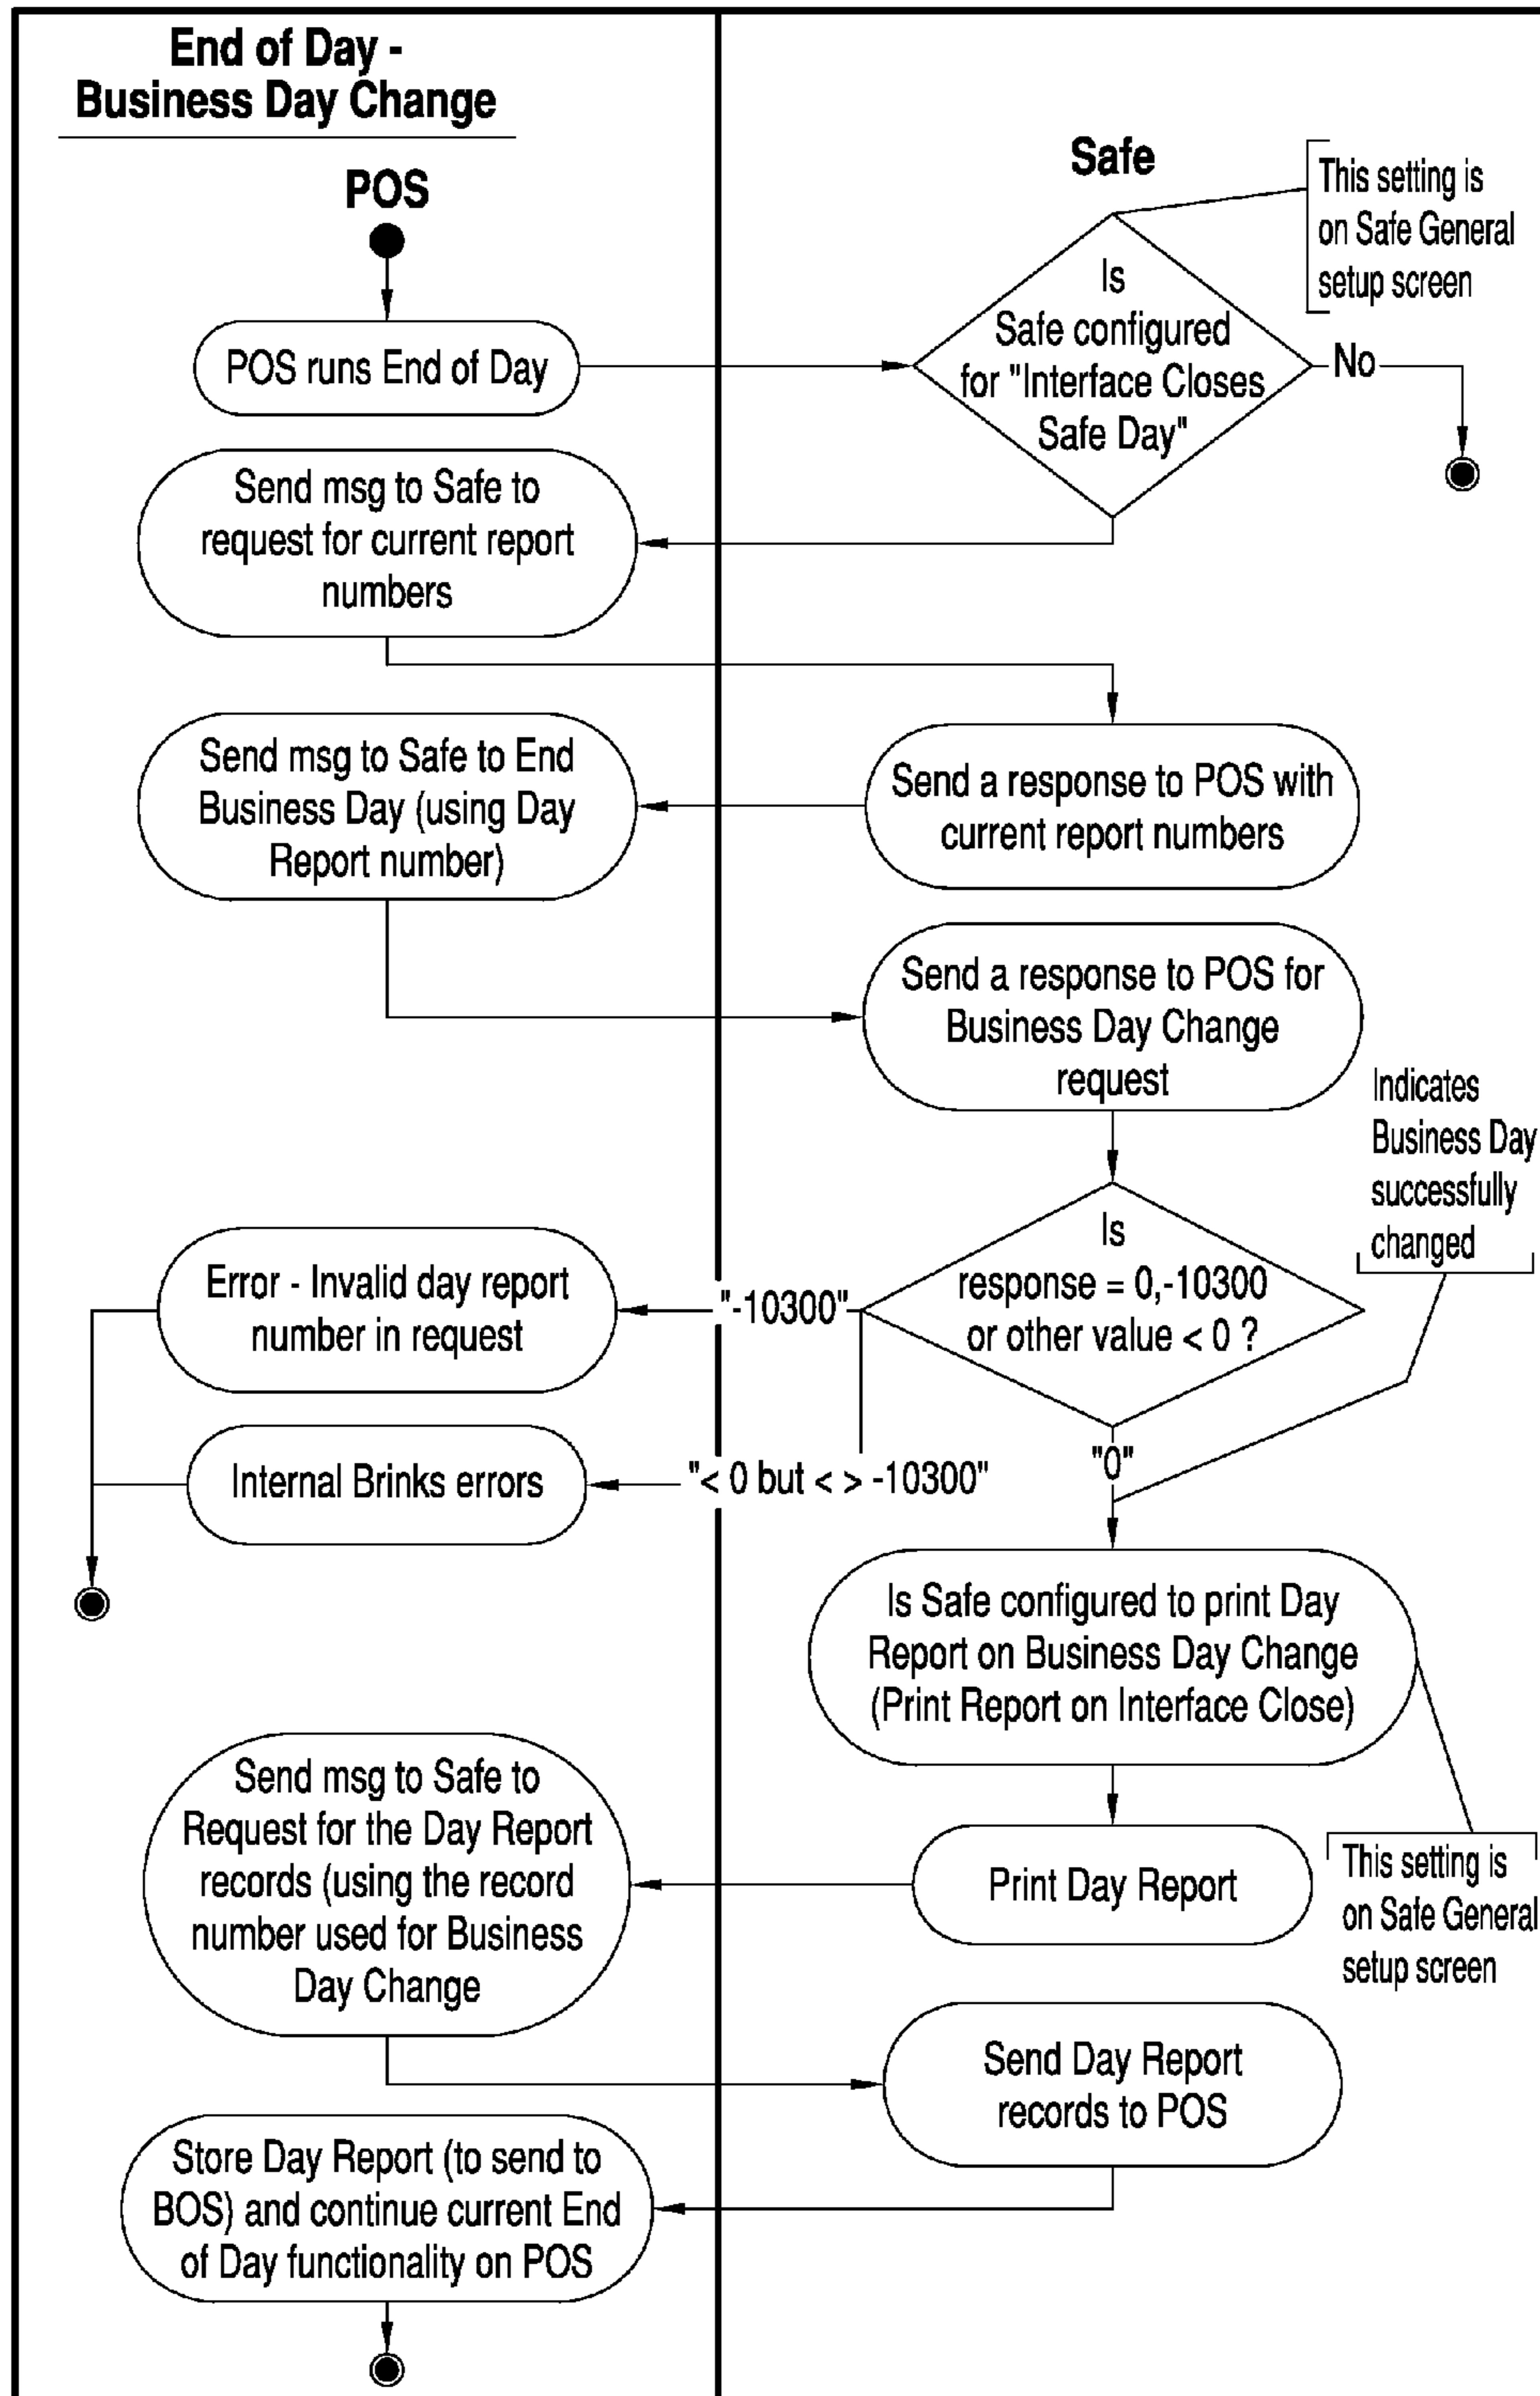 End of Day -
Business Day Change
POS
Safe
This setting is
on Safe General
setup screen
POS runs End of Day
Is
Safe configured
for "Interface Closes
Safe Day"
No
Send msg to Safe to
request for current report
numbers
Send msg to Safe to End
Business Day (using Day
Report number)
Send a response to POS with
current report numbers
Send a response to POS for
Business Day Change
request
Indicates
Business Day
successfully
changed
Is
response = 0,-10300
or other value < 0 ?
"-10300"
Error - Invalid day report
number in request
"< 0 but < > -10300"
Internal Brinks errors
"0"
Is Safe configured to print Day
Report on Business Day Change
(Print Report on Interface Close)
Send msg to Safe to
Request for the Day Report
records (using the record
number used for Business
Day Change
Print Day Report
This setting is
on Safe General
setup screen
Send Day Report
records to POS
Store Day Report (to send to
BOS) and continue current End
of Day functionality on POS